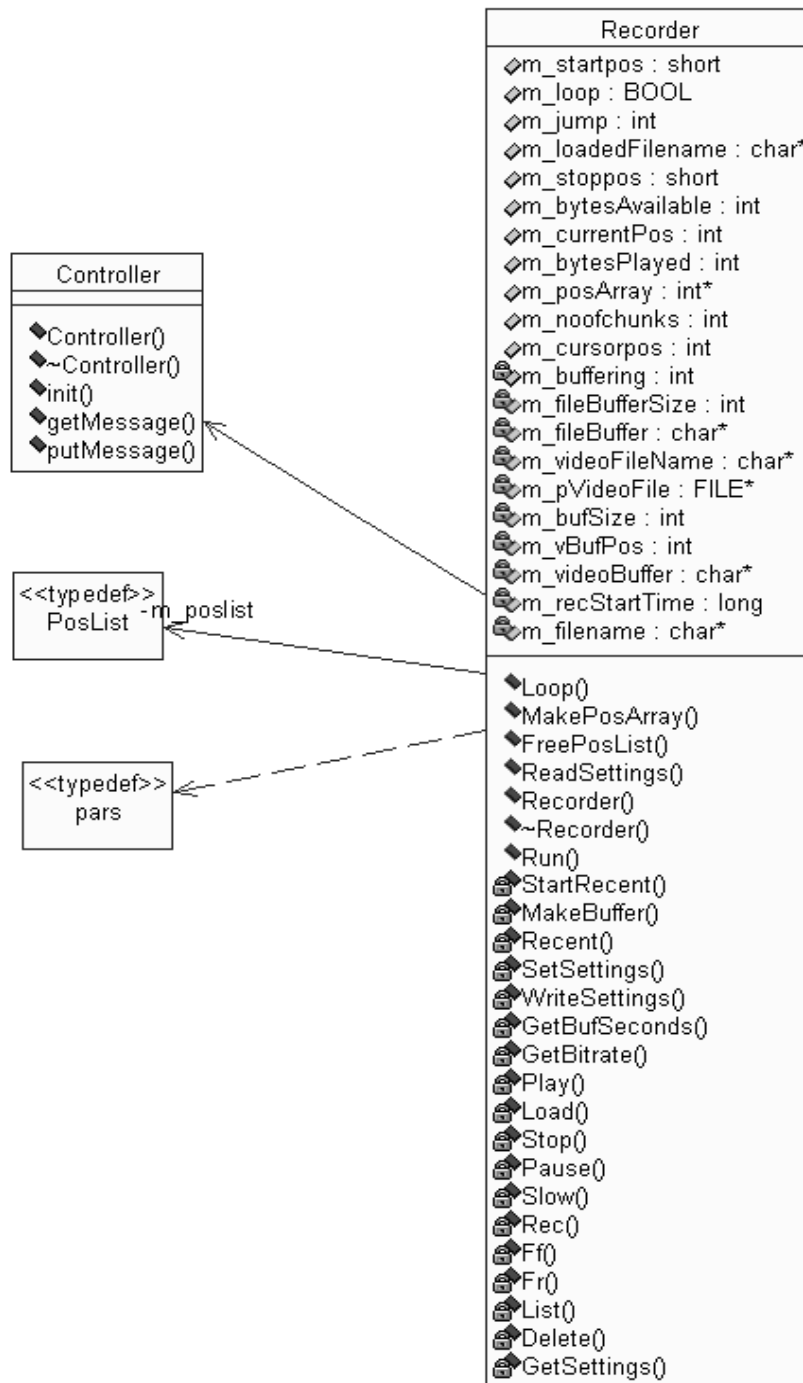 Recorder
m_startpos : short
m_loop : BOOL
m_jump : int
m_loadedFilename : char*
m_stoppos : short
m_bytesAvailable : int
m_currentPos : int
m_bytesPlayed : int
m_posArray : int*
m_noofchunks : int
m_cursorpos : int
m_buffering : int
m_fileBufferSize : int
m_fileBuffer : char*
m_videoFileName : char*
m_pVideoFile : FILE*
m_bufSize : int
m_vBufPos : int
m_videoBuffer : char*
m_recStartTime : long
m_filename : char*
Loop()
MakePosArray()
FreePosList()
ReadSettings()
Recorder()
~Recorder()
Run()
StartRecent()
MakeBuffer()
Recent()
SetSettings()
WriteSettings()
GetBufSeconds()
GetBitrate()
Play()
Load()
Stop()
Pause()
Slow()
Rec()
Ff()
Fr()
List()
Delete()
GetSettings()
Controller
Controller()
~Controller()
init()
getMessage()
putMessage()
<<typedef>>
PosList
-m_poslist
<<typedef>>
pars